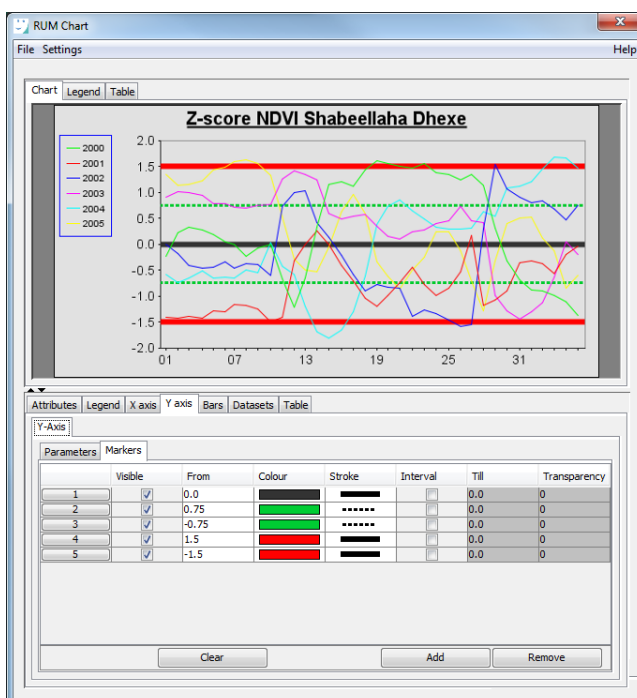 RUM Chart
File Settings Help
Chart Legend Table
Z-score NDVI Shabeellaha Dhexe
2000
2001
2002
2003
2004
2005
2.0
1.5
1.0
0.5
0.0
-0.5
-1.0
-1.5
-2.0
01 07 13 19 25 31
Attributes Legend X axis Y axis Bars Datasets Table
Y-Axis
Parameters Markers
Visible From Colour Stroke Interval Till Transparency
1 0.0 0.0 0
2 0.75 0.0 0
3 -0.75 0.0 0
4 1.5 0.0 0
5 -1.5 0.0 0
Clear Add Remove